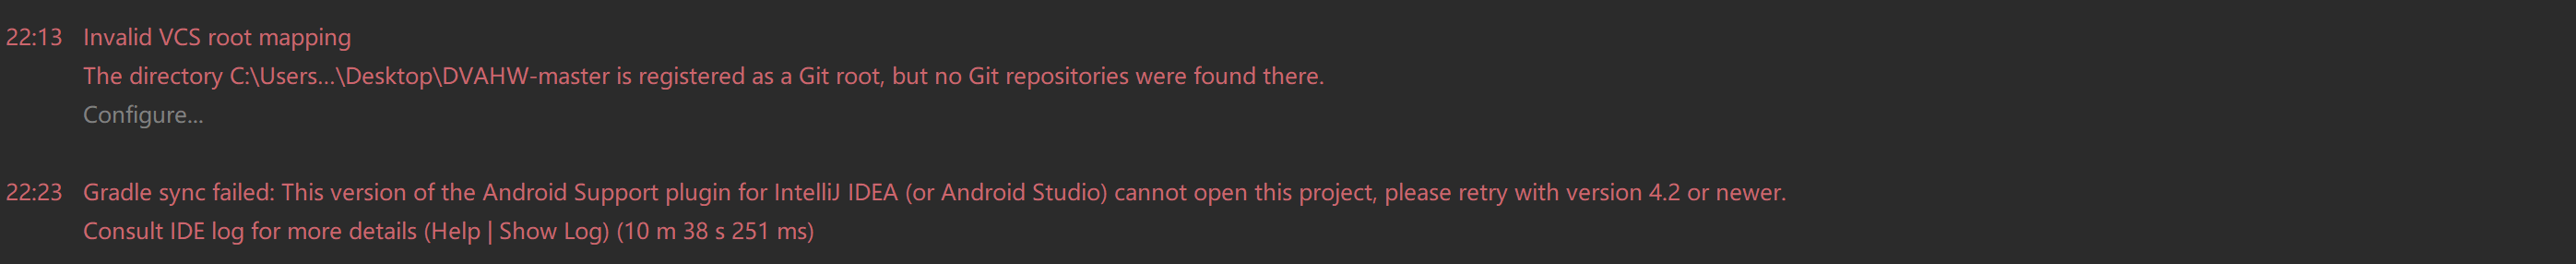 22:13 Invalid VCS root mapping
The directory C:\Users...\Desktop\DVAHW-master is registered as a Git root, but no Git repositories were found there.
Configure...
22:23 Gradle sync failed: This version of the Android Support plugin for IntelliJ IDEA (or Android Studio) cannot open this project, please retry with version 4.2 or newer.
Consult IDE log for more details (Help | Show Log) (10 m 38 s 251 ms)